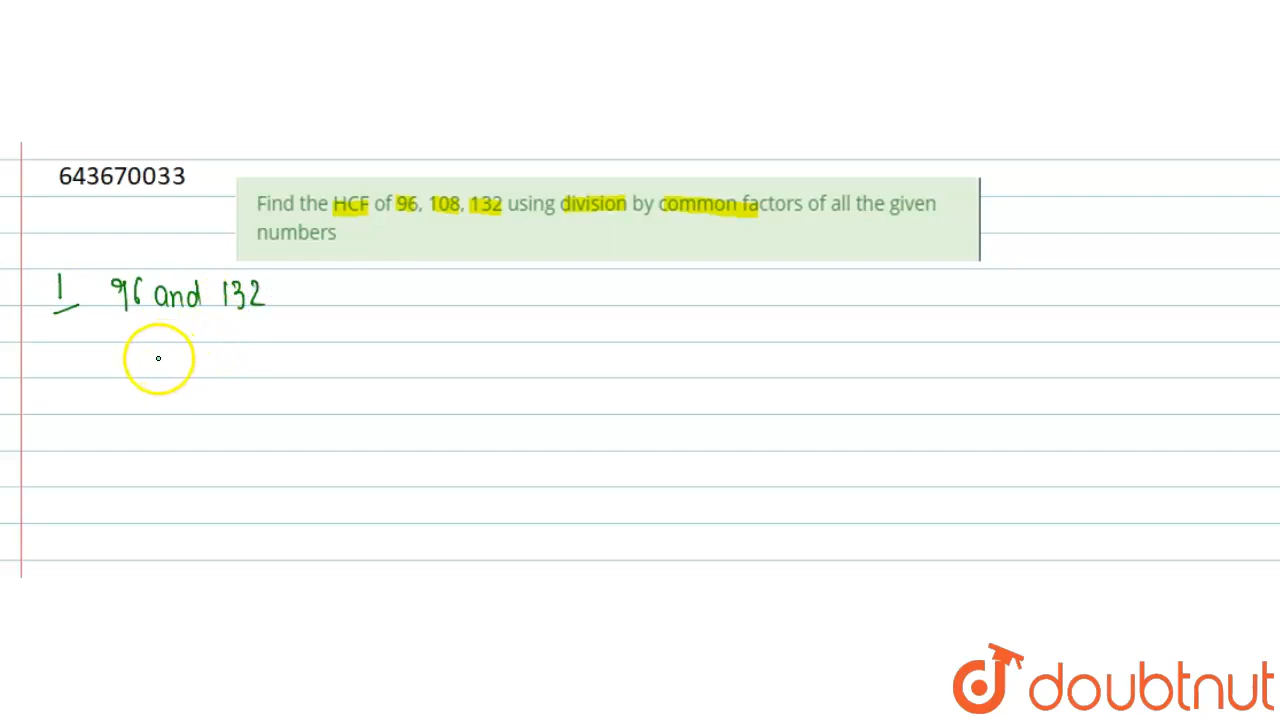 643670033
Find the HCF of 96, 108, 132 using division by common factors of all the given
numbers
1 96 and 132
doubtnut